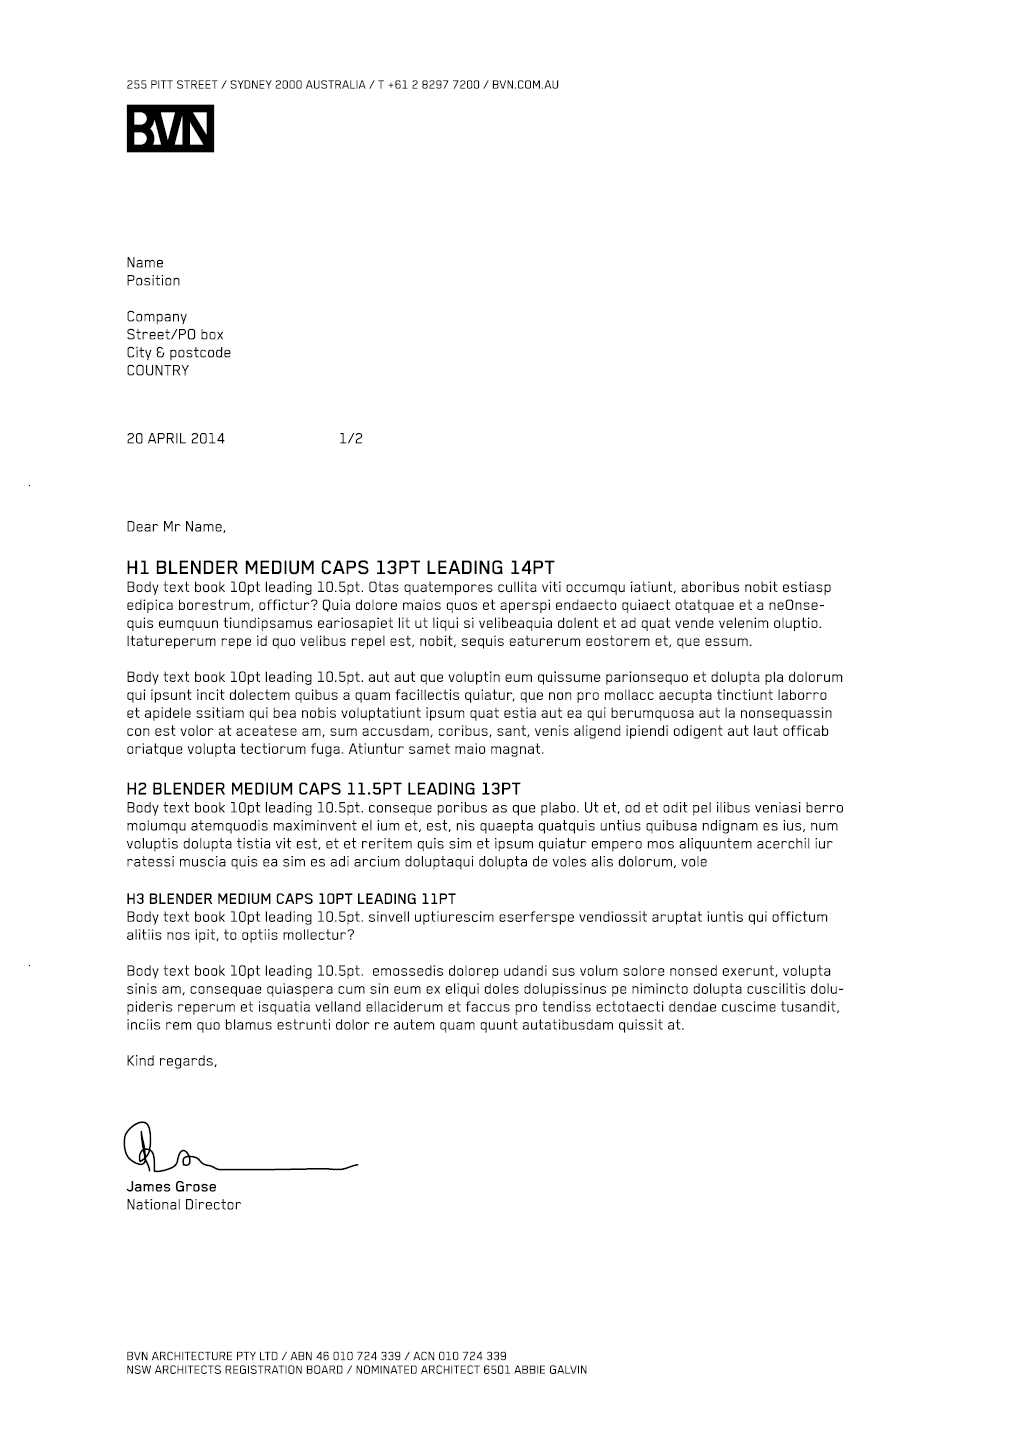 255 PITT STREET / SYDNEY 2000 AUSTRALIA / T +61 2 8297 7200 / BVN.COM.AU
BVN
Name
Position
Company
Street/PO box
City & postcode
COUNTRY
20 APRIL 2014 1/2
Dear Mr Name,
H1 BLENDER MEDIUM CAPS 13PT LEADING 14PT
Body text book 10pt leading 10.5pt. Otas quatempores cullita viti occumqu iatiunt, aboribus nobit estiasp
edipica borestrum, offictur? Quia dolore maios quos et aperspi endaecto quiaect otatquae et a neOnse-
quis eumquun tiundipsamus eariosapiet lit ut liqui si velibeaquia dolent et ad quat vende velenim oluptio.
Itatureperum repe id quo velibus repel est, nobit, sequis eaturerum eostorem et, que essum.
Body text book 10pt leading 10.5pt. aut aut que voluptin eum quissume parionsequo et dolupta pla dolorum
qui ipsunt incit dolectem quibus a quam facillectis quiatur, que non pro mollacc aecupta tinctiunt laborro
et apidele ssitiam qui bea nobis voluptatiunt ipsum quat estia aut ea qui berumquosa aut la nonsequassin
con est volor at aceatese am, sum accusdam, coribus, sant, venis aligend ipiendi odigent aut laut officab
oriatque volupta tectiorum fuga. Atiuntur samet maio magnat.
H2 BLENDER MEDIUM CAPS 11.5PT LEADING 13PT
Body text book 10pt leading 10.5pt. conseque poribus as que plabo. Ut et, od et odit pel ilibus veniasi berro
molumqu atemquodis maximinvent el ium et, est, nis quaepta quatquis untius quibusa ndignam es ius, num
voluptis dolupta tistia vit est, et et reritem quis sim et ipsum quiatur empero mos aliquuntem acerchil iur
ratessi muscia quis ea sim es adi arcium doluptaqui dolupta de voles alis dolorum, vole
H3 BLENDER MEDIUM CAPS 10PT LEADING 11PT
Body text book 10pt leading 10.5pt. sinvell uptiurescim eserferspe vendiossit aruptat iuntis qui offictum
alitiis nos ipit, to optiis mollectur?
Body text book 10pt leading 10.5pt.  emossedis dolorep udandi sus volum solore nonsed exerunt, volupta
sinis am, consequae quiaspera cum sin eum ex eliqui doles dolupissinus pe nimincto dolupta cuscilitis dolu-
pideris reperum et isquatia velland ellaciderum et faccus pro tendiss ectotaecti dendae cuscime tusandit,
inciis rem quo blamus estrunti dolor re autem quam quunt autatibusdam quissit at.
Kind regards,
James Grose
National Director
BVN ARCHITECTURE PTY LTD / ABN 46 010 724 339 / ACN 010 724 339
NSW ARCHITECTS REGISTRATION BOARD / NOMINATED ARCHITECT 6501 ABBIE GALVIN